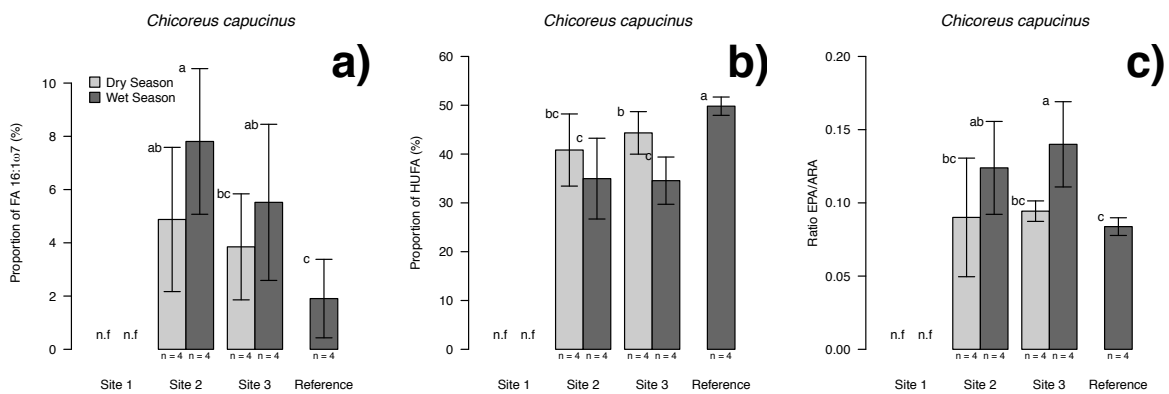 Chicoreus capucinus
a)
Dry Season
Wet Season
Proportion of FA 16:1ω7 (%)
10
8
6
4
2
0
n.f n.f
ab
a
bc
ab
c
n = 4 n = 4 n = 4 n = 4 n = 4
Site 1 Site 2 Site 3 Reference
Chicoreus capucinus
b)
Proportion of HUFA (%)
60
50
40
30
20
10
0
n.f n.f
bc
c
b
c
a
n = 4 n = 4 n = 4 n = 4 n = 4
Site 1 Site 2 Site 3 Reference
Chicoreus capucinus
c)
Ratio EPA/ARA
0.20
0.15
0.10
0.05
0.00
n.f n.f
bc
ab
bc
a
c
n = 4 n = 4 n = 4 n = 4 n = 4
Site 1 Site 2 Site 3 Reference